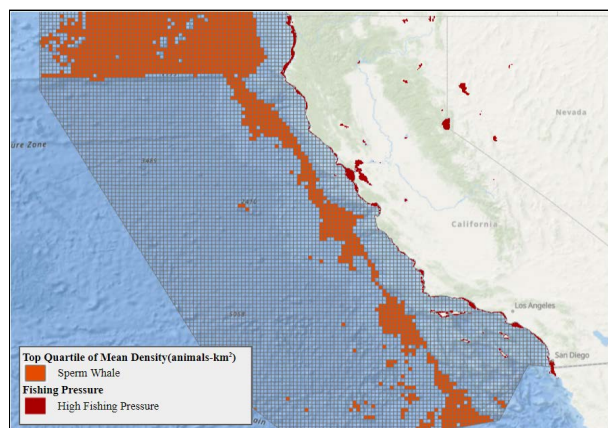 Nevada
ure Zone
California
Los Angeles
San Diego
Top Quartile of Mean Density(animals-km²)
Sperm Whale
Fishing Pressure
High Fishing Pressure
ain